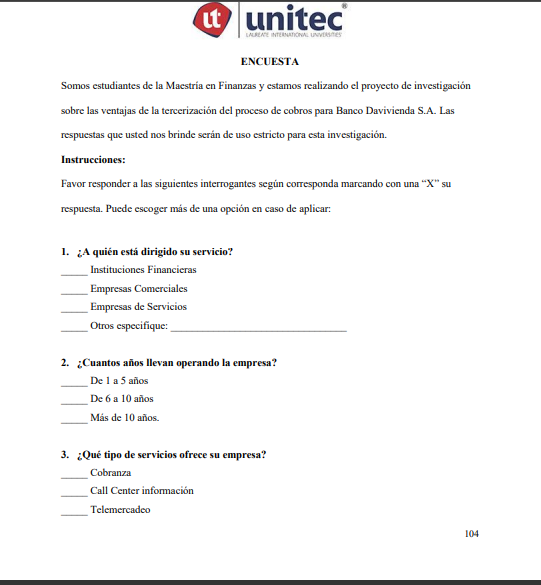 ut unitec®
LAUREATE INTERNATIONAL UNIVERSITIES
ENCUESTA
Somos estudiantes de la Maestría en Finanzas y estamos realizando el proyecto de investigación
sobre las ventajas de la tercerización del proceso de cobros para Banco Davivienda S.A. Las
respuestas que usted nos brinde serán de uso estricto para esta investigación.
Instrucciones:
Favor responder a las siguientes interrogantes según corresponda marcando con una “X” su
respuesta. Puede escoger más de una opción en caso de aplicar:
1. ¿A quién está dirigido su servicio?
_____ Instituciones Financieras
_____ Empresas Comerciales
_____ Empresas de Servicios
_____ Otros especifique: _________________________________
2. ¿Cuantos años llevan operando la empresa?
_____ De 1 a 5 años
_____ De 6 a 10 años
_____ Más de 10 años.
3. ¿Qué tipo de servicios ofrece su empresa?
_____ Cobranza
_____ Call Center información
_____ Telemercadeo
104